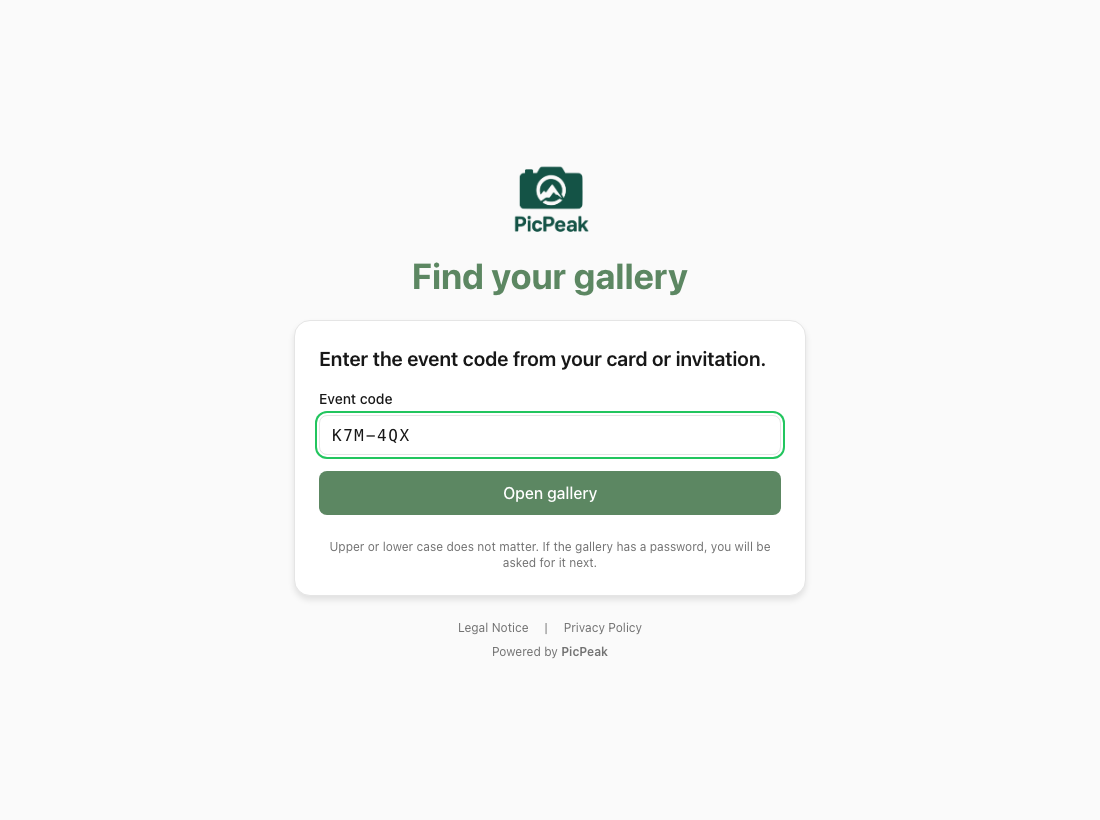 PicPeak
Find your gallery
Enter the event code from your card or invitation.
Event code
K7M–4QX
Open gallery
Upper or lower case does not matter. If the gallery has a password, you will be
asked for it next.
Legal Notice | Privacy Policy
Powered by PicPeak